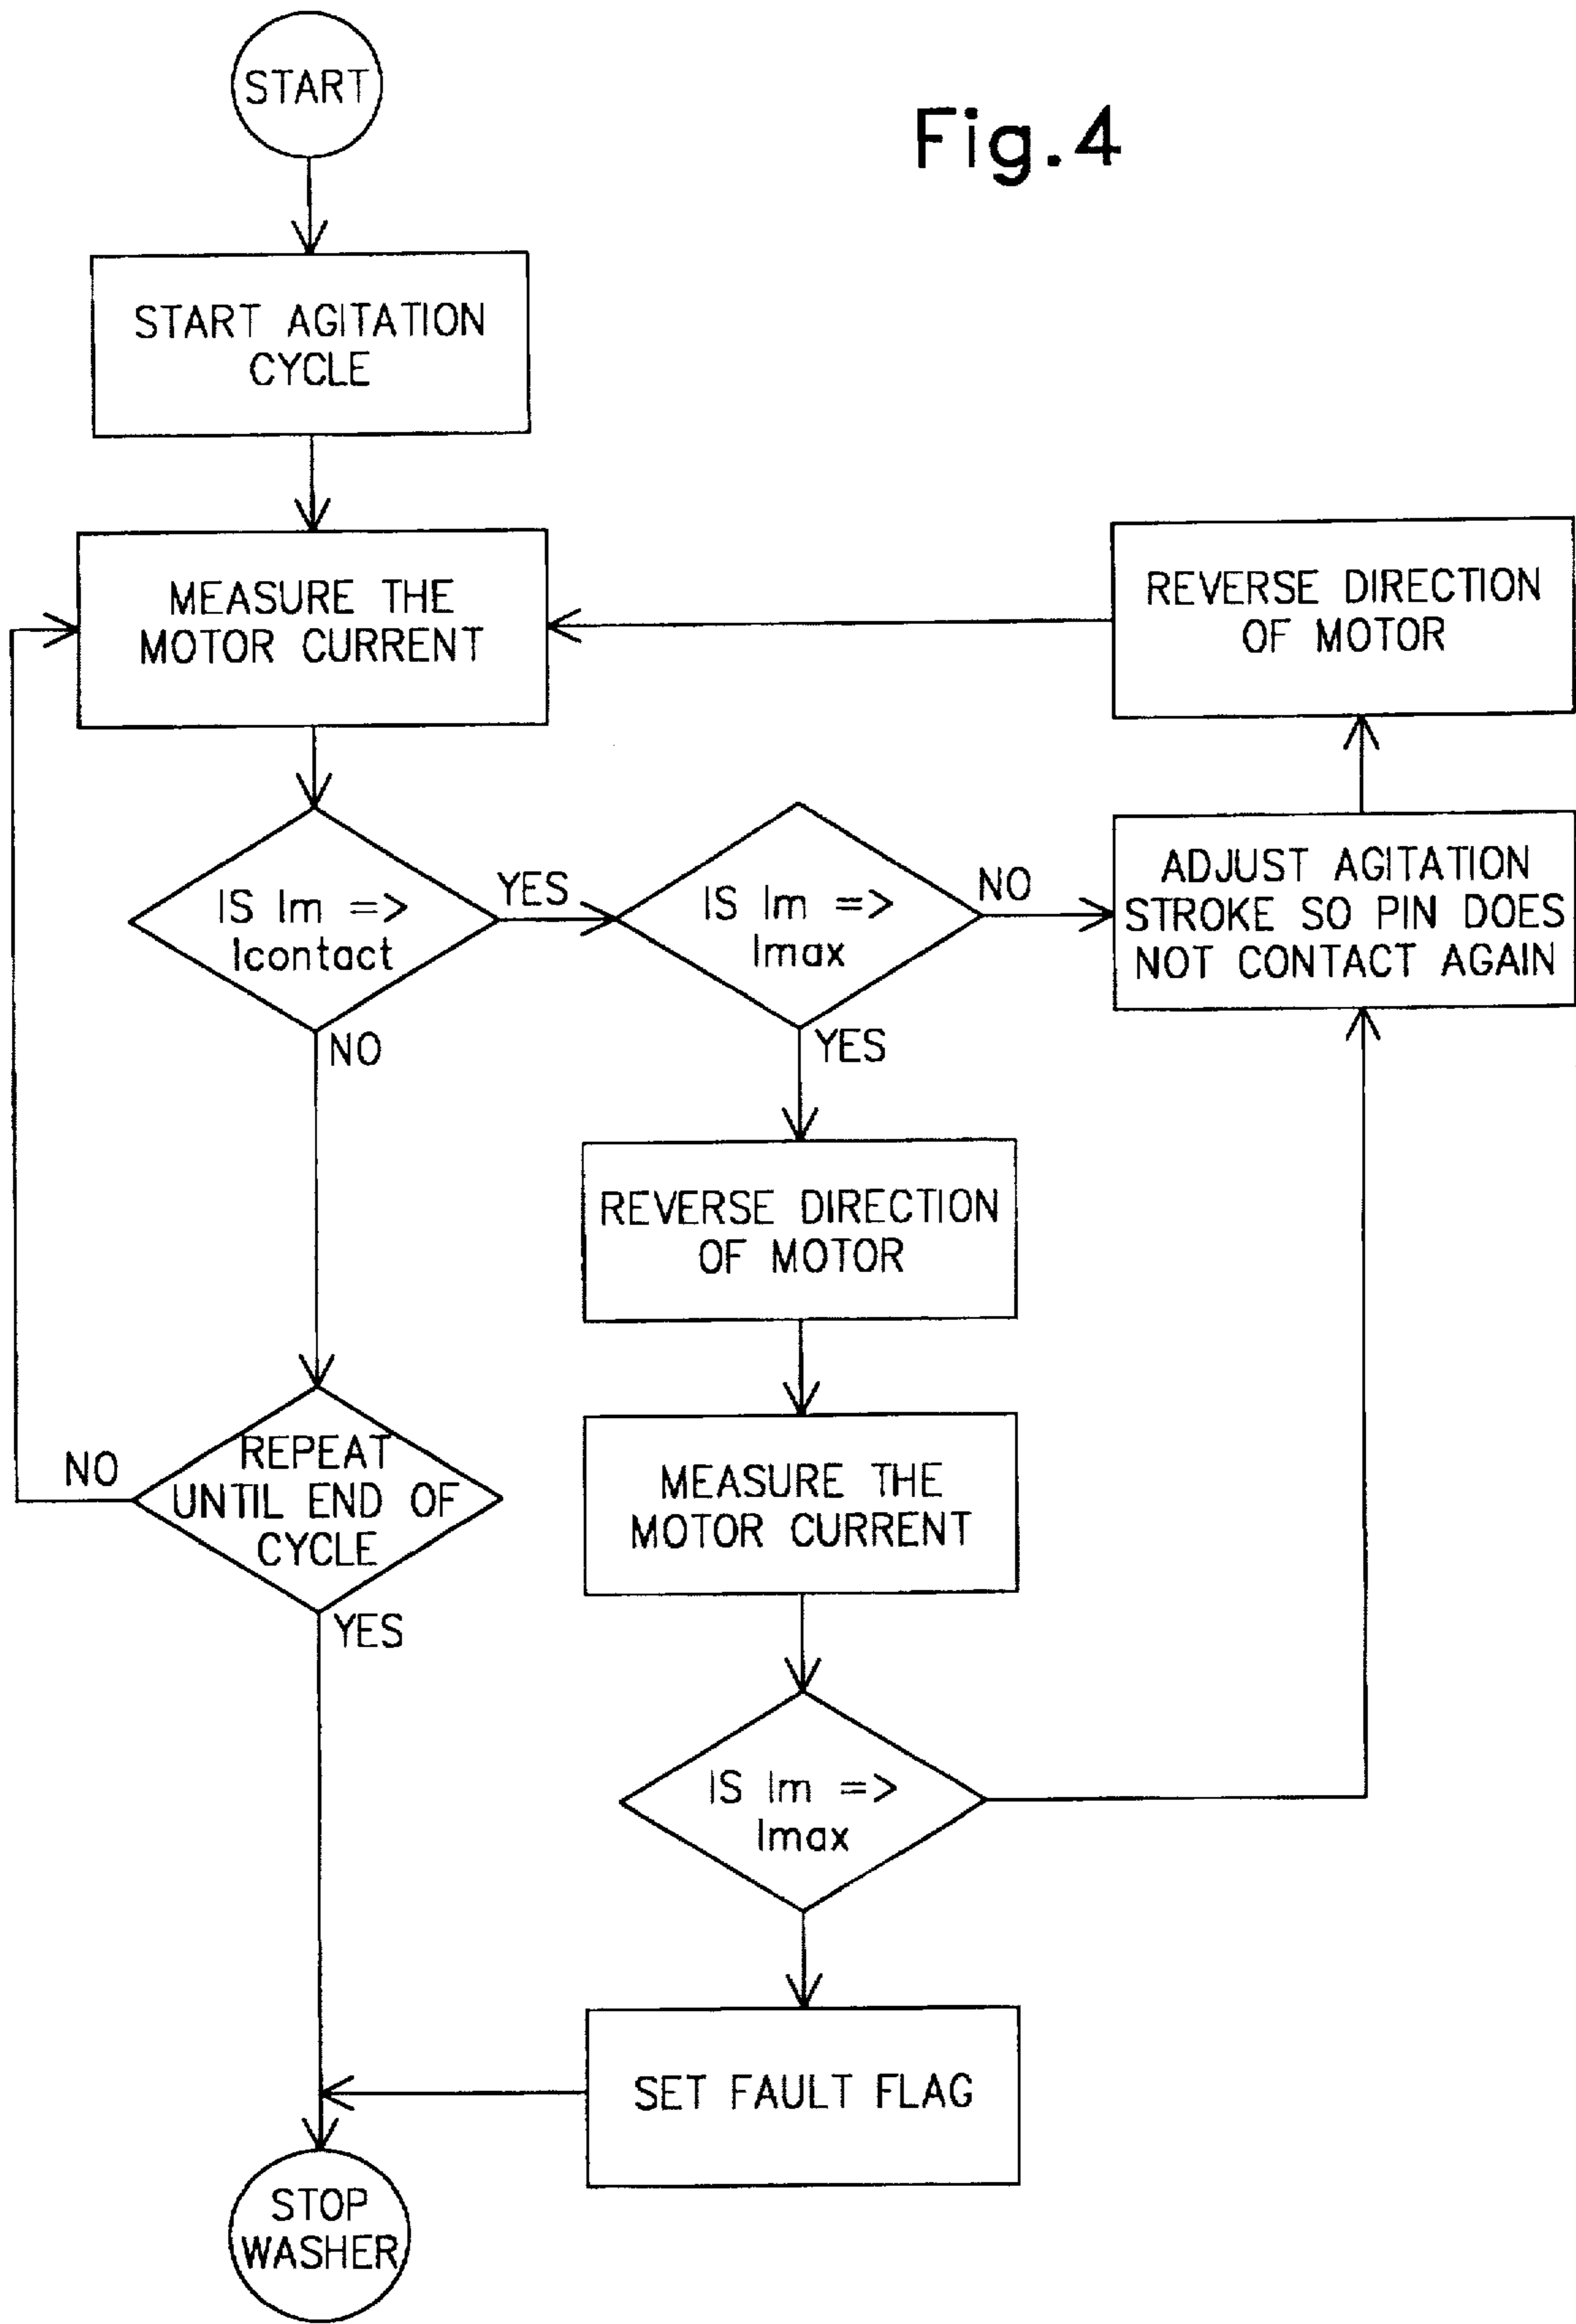 START
Fig.4
START AGITATION
CYCLE
MEASURE THE
MOTOR CURRENT
REVERSE DIRECTION
OF MOTOR
IS Im =>
Icontact
YES
NO
IS Im =>
Imax
NO
YES
ADJUST AGITATION
STROKE SO PIN DOES
NOT CONTACT AGAIN
REVERSE DIRECTION
OF MOTOR
REPEAT
UNTIL END OF
CYCLE
NO
YES
MEASURE THE
MOTOR CURRENT
IS Im =>
Imax
SET FAULT FLAG
STOP
WASHER